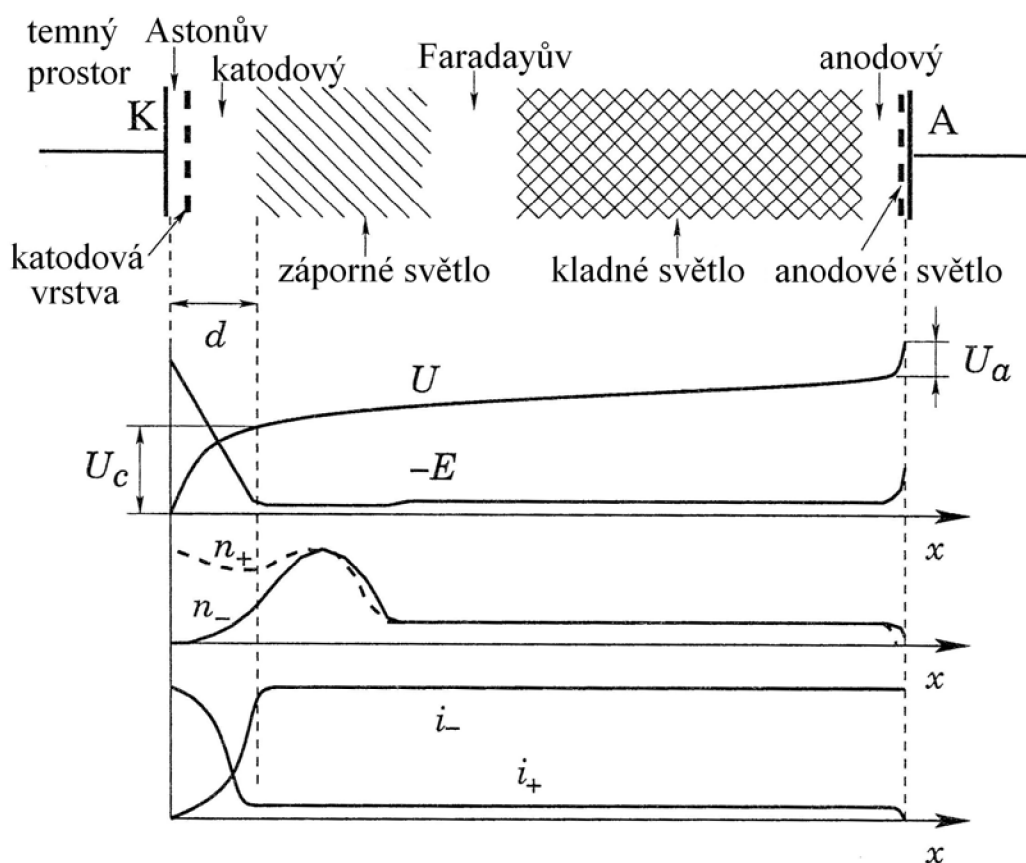 temný
prostor
Astonův
katodový
Faradayův
anodový
K
A
katodová
vrstva
záporné světlo
kladné světlo
anodové světlo
d
U
U_a
U_c
–E
x
n_+
n_–
x
i_–
i_+
x